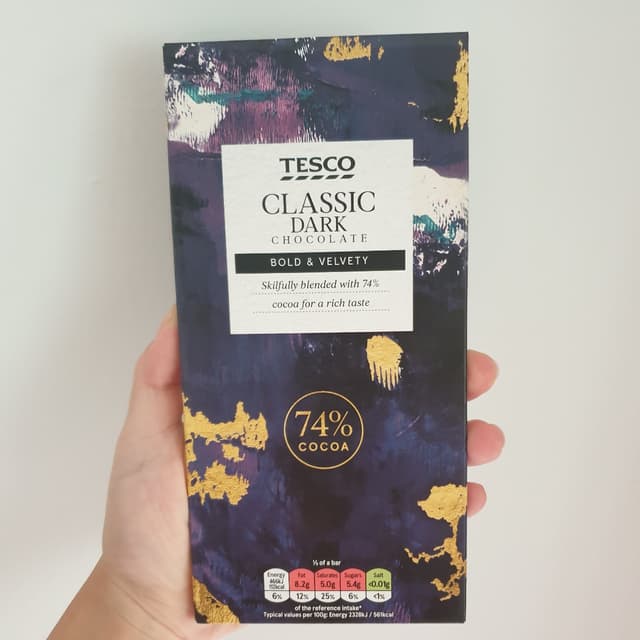 TESCO
CLASSIC
DARK
CHOCOLATE
BOLD & VELVETY
Skilfully blended with 74%
cocoa for a rich taste
74%
COCOA
of a bar
Energy Fat Saturates Sugars Salt
8.2g 5.0g 5.4g <0.01g
6% 12% 25% 6% <1%
of the reference intake*
Typical values per 100g: Energy 2328kJ / 561kcal